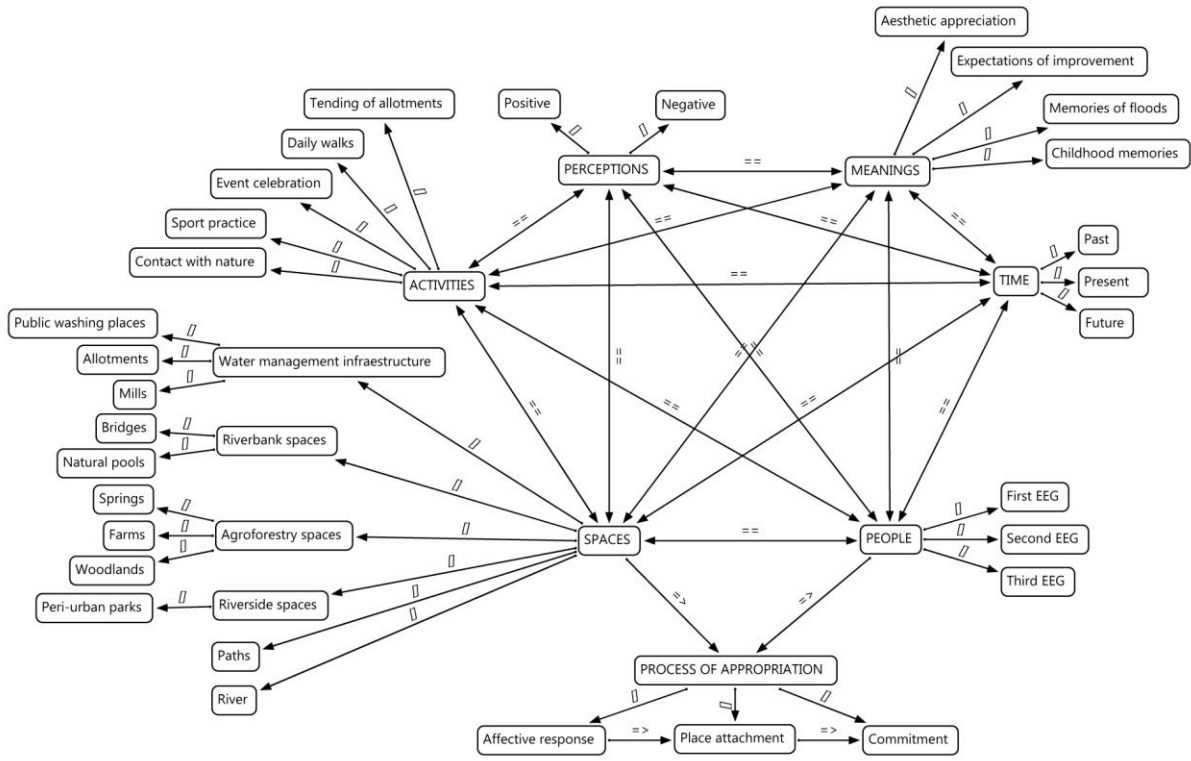 Aesthetic appreciation
Expectations of improvement
Memories of floods
Childhood memories
Tending of allotments
Daily walks
Event celebration
Sport practice
Contact with nature
Positive
Negative
PERCEPTIONS
==
MEANINGS
[]
[]
[]
[]
[]
[]
[]
[]
[]
[]
[]
==
==
==
==
ACTIVITIES
==
TIME
[]
[]
[]
Past
Present
Future
Public washing places
Allotments
Mills
[]
[]
[]
Water management infraestructure
==
==
==
==
==
==
==
==
Bridges
Natural pools
[]
[]
Riverbank spaces
[]
[]
Springs
Farms
Woodlands
[]
[]
[]
Agroforestry spaces
[]
SPACES
==
PEOPLE
[]
[]
[]
First EEG
Second EEG
Third EEG
Peri-urban parks
[]
Riverside spaces
[]
[]
[]
Paths
River
=>
=>
PROCESS OF APPROPRIATION
[]
[]
[]
Affective response
=>
Place attachment
=>
Commitment